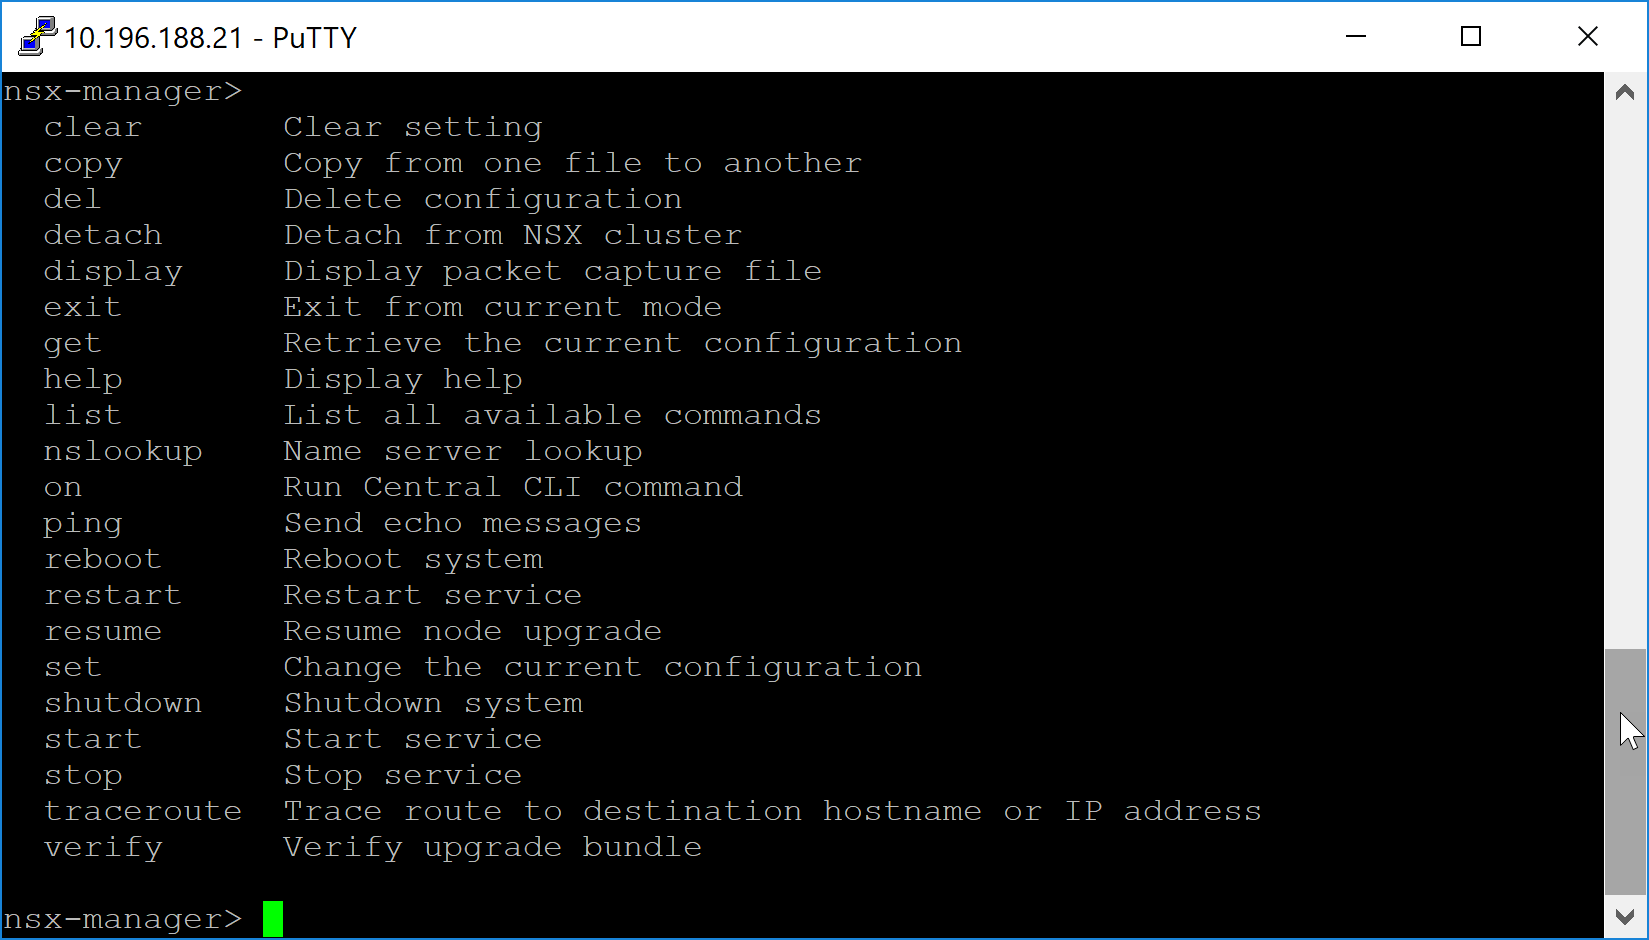 10.196.188.21 - PuTTY
nsx-manager>
clear Clear setting
copy Copy from one file to another
del Delete configuration
detach Detach from NSX cluster
display Display packet capture file
exit Exit from current mode
get Retrieve the current configuration
help Display help
list List all available commands
nslookup Name server lookup
on Run Central CLI command
ping Send echo messages
reboot Reboot system
restart Restart service
resume Resume node upgrade
set Change the current configuration
shutdown Shutdown system
start Start service
stop Stop service
traceroute Trace route to destination hostname or IP address
verify Verify upgrade bundle
nsx-manager>